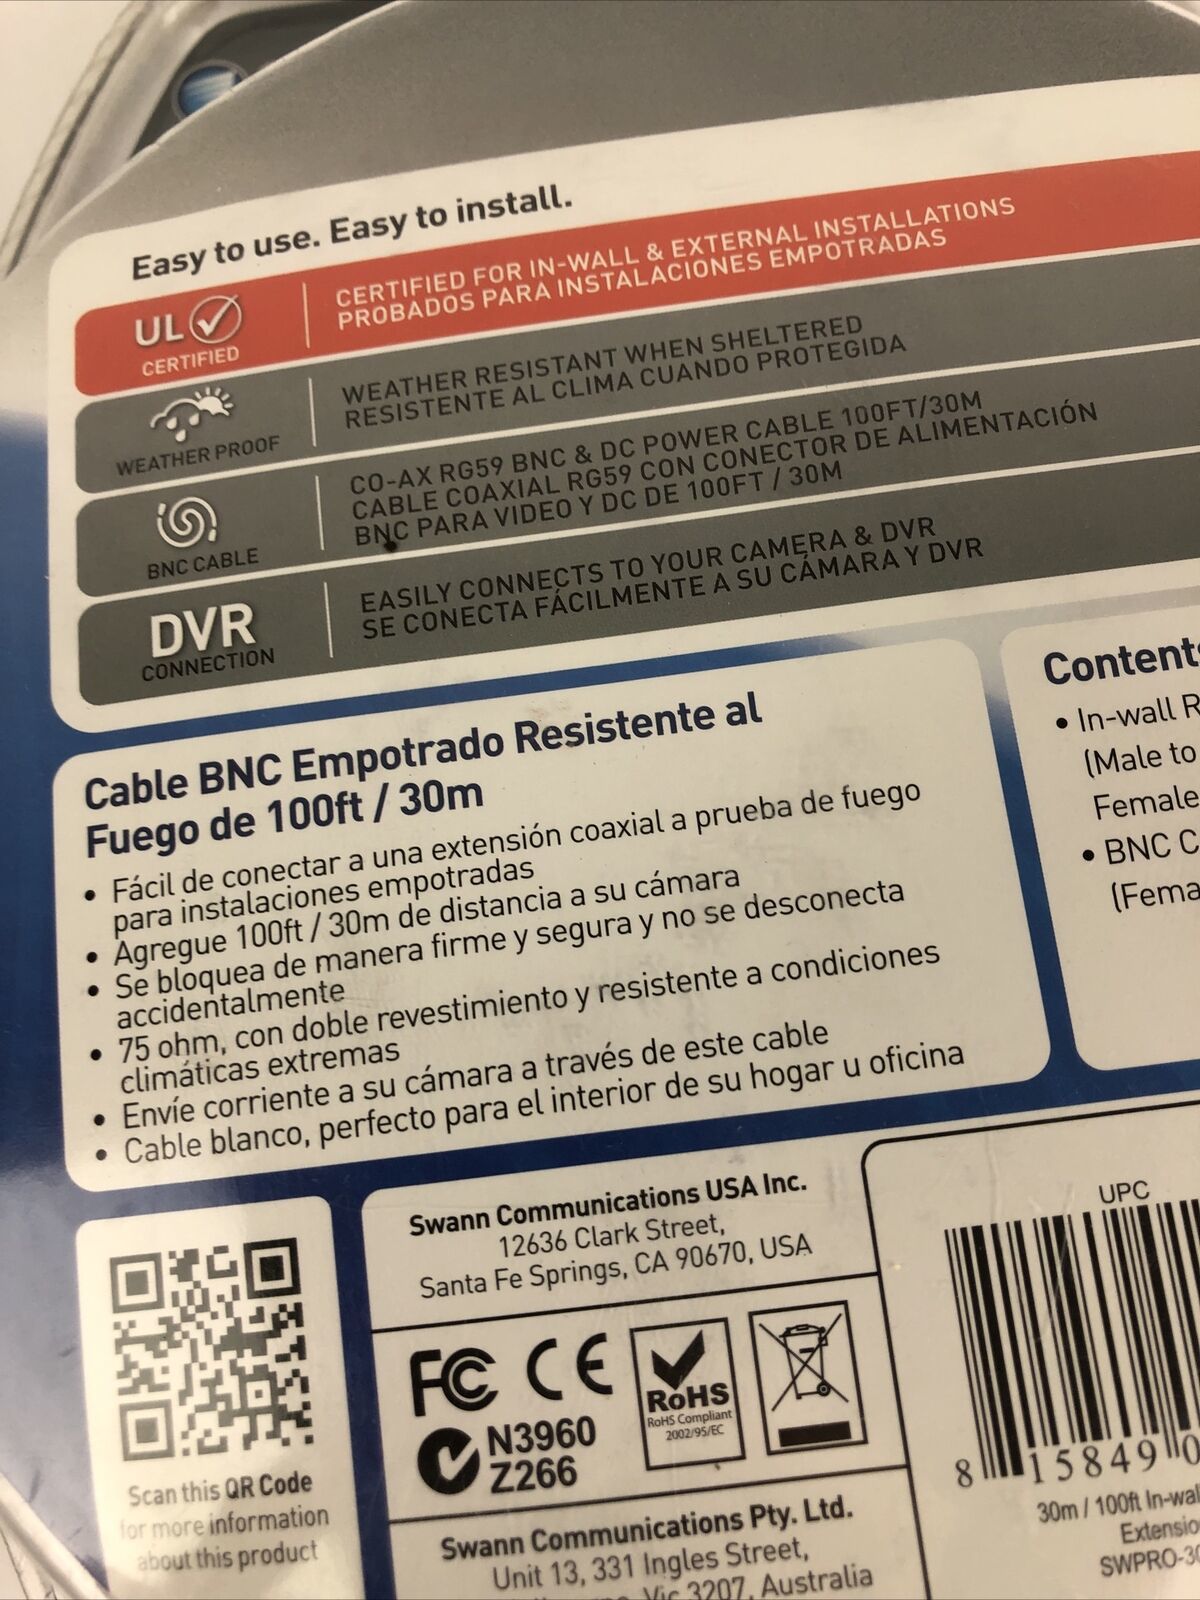 Easy to use. Easy to install.
UL
CERTIFIED
CERTIFIED FOR IN-WALL & EXTERNAL INSTALLATIONS
PROBADOS PARA INSTALACIONES EMPOTRADAS
WEATHER PROOF
WEATHER RESISTANT WHEN SHELTERED
RESISTENTE AL CLIMA CUANDO PROTEGIDA
BNC CABLE
CO-AX RG59 BNC & DC POWER CABLE 100FT/30M
CABLE COAXIAL RG59 CON CONECTOR DE ALIMENTACIÓN
BNC PARA VIDEO Y DC DE 100FT / 30M
DVR
CONNECTION
EASILY CONNECTS TO YOUR CAMERA & DVR
SE CONECTA FÁCILMENTE A SU CÁMARA Y DVR
Cable BNC Empotrado Resistente al
Fuego de 100ft / 30m
• Fácil de conectar a una extensión coaxial a prueba de fuego
para instalaciones empotradas
• Agregue 100ft / 30m de distancia a su cámara
• Se bloquea de manera firme y segura y no se desconecta
accidentalmente
• 75 ohm, con doble revestimiento y resistente a condiciones
climáticas extremas
• Envíe corriente a su cámara a través de este cable
• Cable blanco, perfecto para el interior de su hogar u oficina
Contents
• In-wall R
(Male to
Female
• BNC C
(Fema
Scan this QR Code
for more information
about this product
Swann Communications USA Inc.
12636 Clark Street,
Santa Fe Springs, CA 90670, USA
FC CE
N3960
Z266
RoHS
RoHS Compliant
2002/95/EC
Swann Communications Pty. Ltd.
Unit 13, 331 Ingles Street,
Vic 3207, Australia
UPC
8 15849 0
30m / 100ft In-wal
Extensio
SWPRO-30